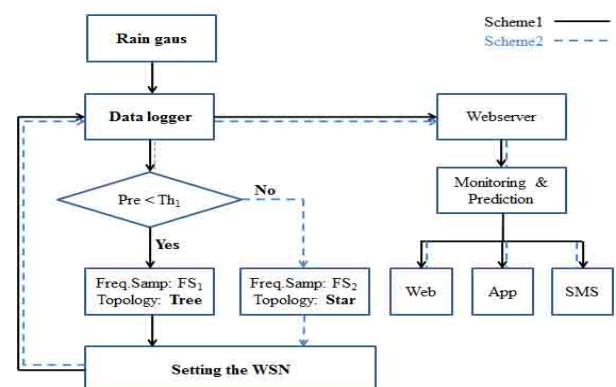 Scheme1
Scheme2
Rain gaus
Data logger
Webserver
Pre < Th₁
No
Yes
Monitoring &
Prediction
Freq.Samp: FS₁
Topology: Tree
Freq.Samp: FS₂
Topology: Star
Web
App
SMS
Setting the WSN